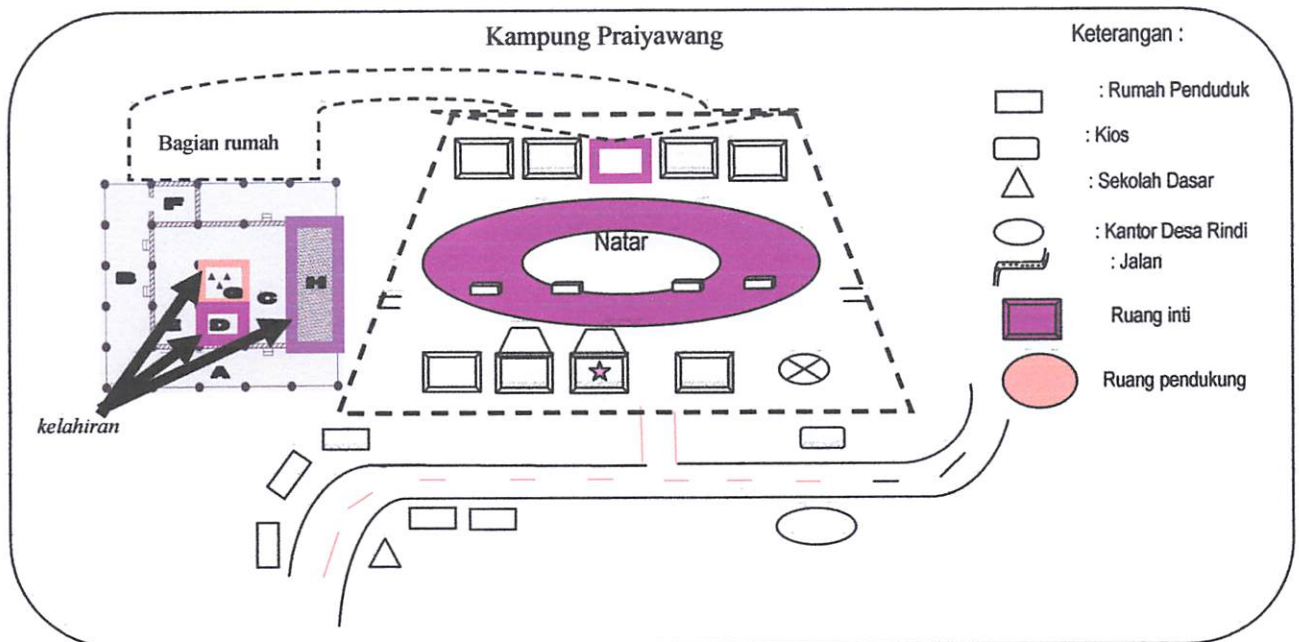 Kampung Praiyawang
Keterangan :
: Rumah Penduduk
: Kios
: Sekolah Dasar
: Kantor Desa Rindi
: Jalan
Ruang inti
Ruang pendukung
Bagian rumah
F
B
G
C
H
E
D
A
kelahiran
Natar